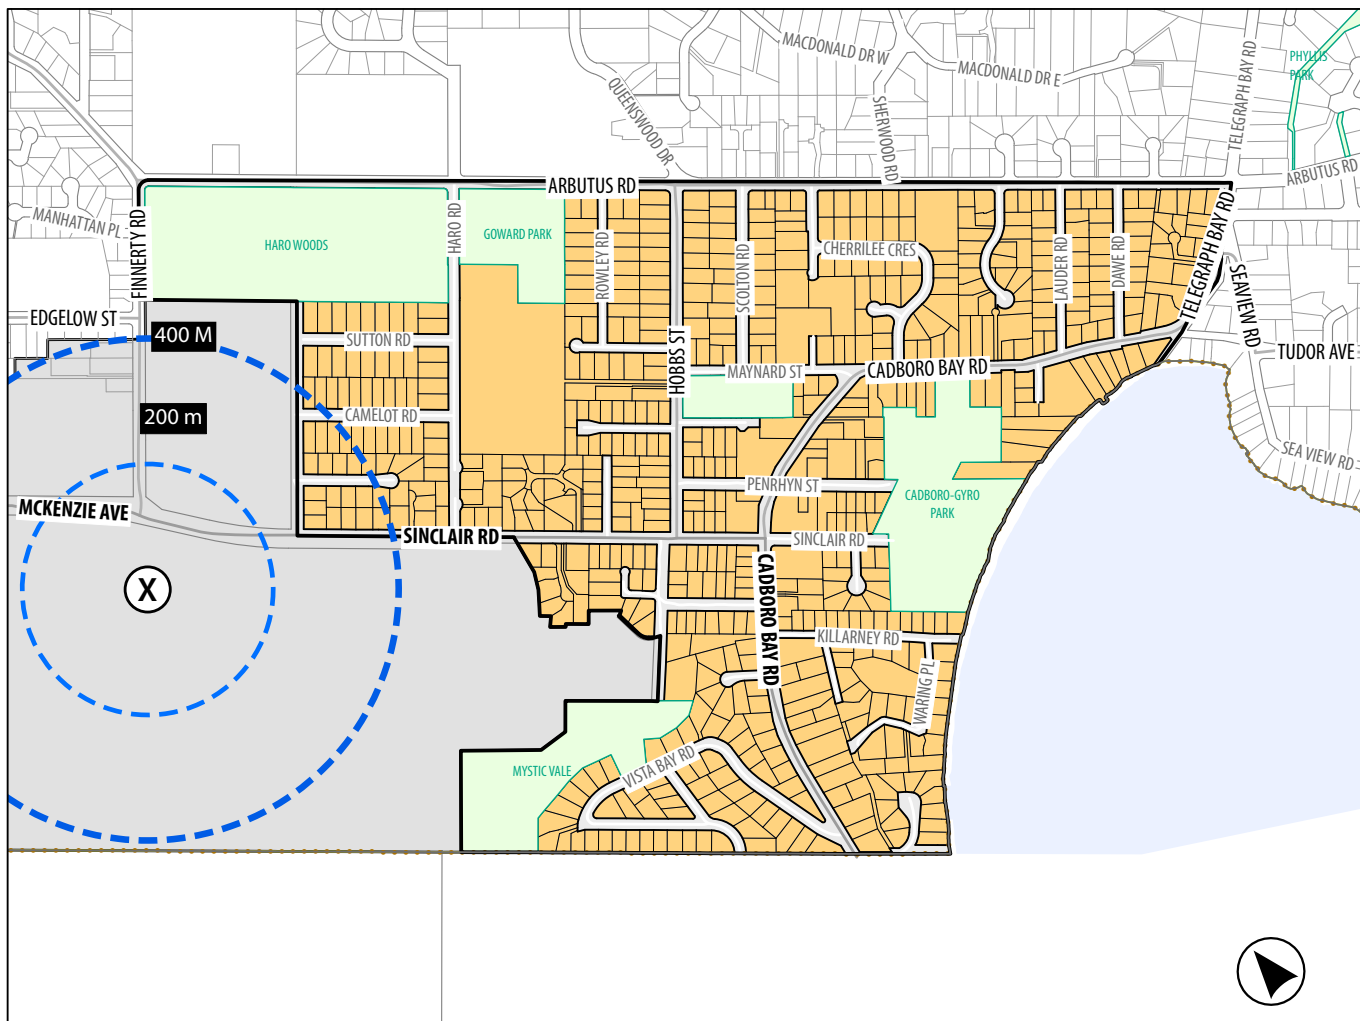 MACDONALD DR W
MACDONALD DR E
TELEGRAPH BAY RD
PHYLLIS
PARK
QUEENSWOOD DR
SHERWOOD RD
ARBUTUS RD
ARBUTUS RD
MANHATTAN PL
FINNERTY RD
HARO WOODS
HARO RD
GOWARD PARK
ROWLEY RD
SCOLTON RD
CHERRILEE CRES
LAUDER RD
DAWE RD
TELEGRAPH BAY RD
SEAVIEW RD
EDGELOW ST
400 M
SUTTON RD
HOBBS ST
MAYNARD ST
CADBORO BAY RD
TUDOR AVE
200 m
CAMELOT RD
SEA VIEW RD
PENRHYN ST
CADBORO-GYRO
PARK
MCKENZIE AVE
SINCLAIR RD
SINCLAIR RD
X
CADBORO BAY RD
KILLARNEY RD
WARING PL
MYSTIC VALE
VISTA BAY RD